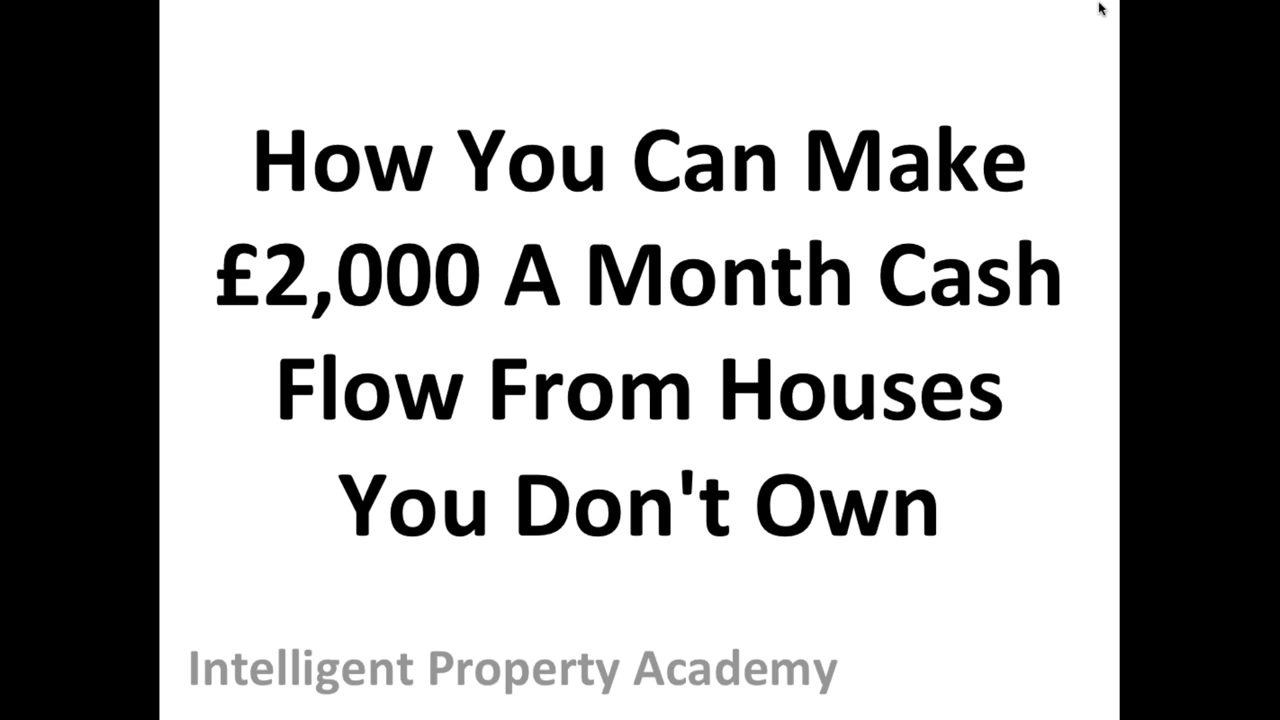 How You Can Make
£2,000 A Month Cash
Flow From Houses
You Don't Own
Intelligent Property Academy